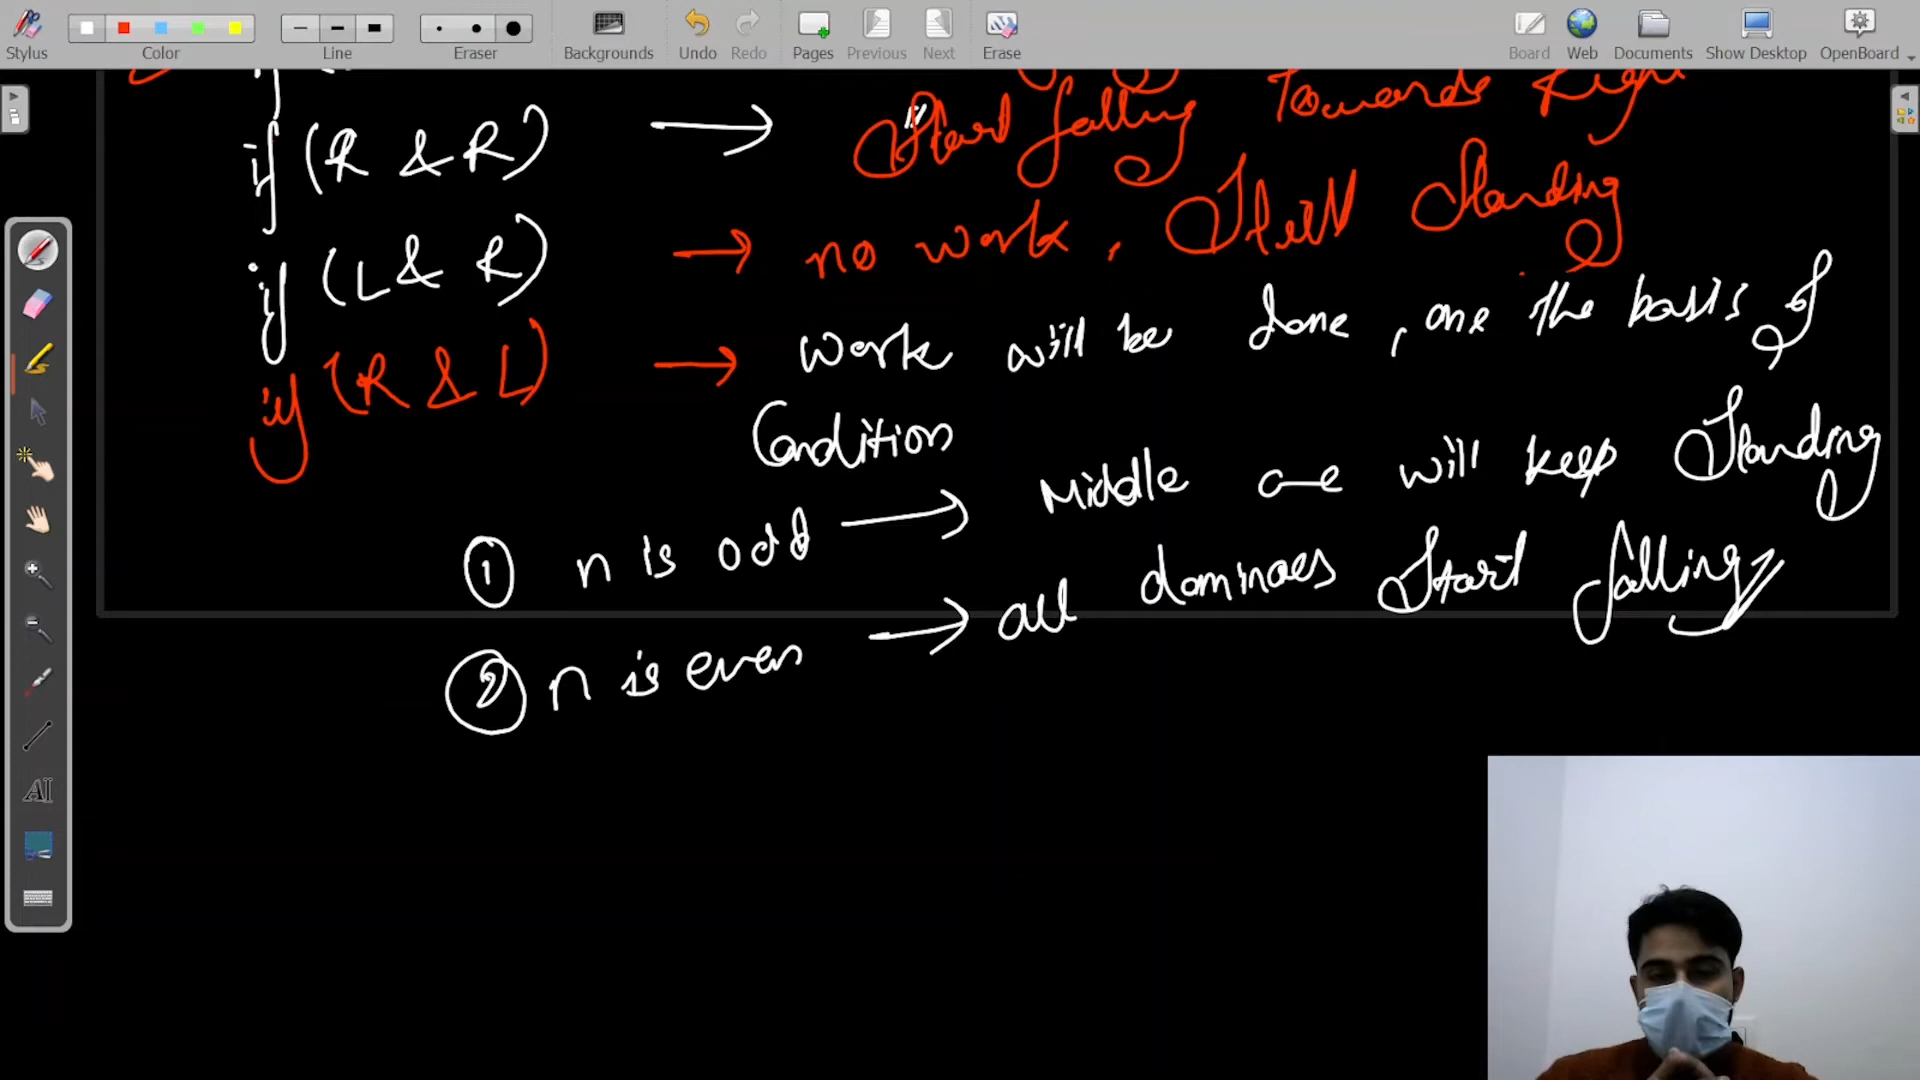 Stylus Color Line Eraser Backgrounds Undo Redo Pages Previous Next Erase Board Web Documents Show Desktop OpenBoard
if (R & R) → Start falling Towards Right
if (L & R) → no work, Still Standing
if (R & L) → work will be done, one the basis of
Condition
① n is odd → Middle one will keep Standing
② n is even → all dominoes Start falling
AI